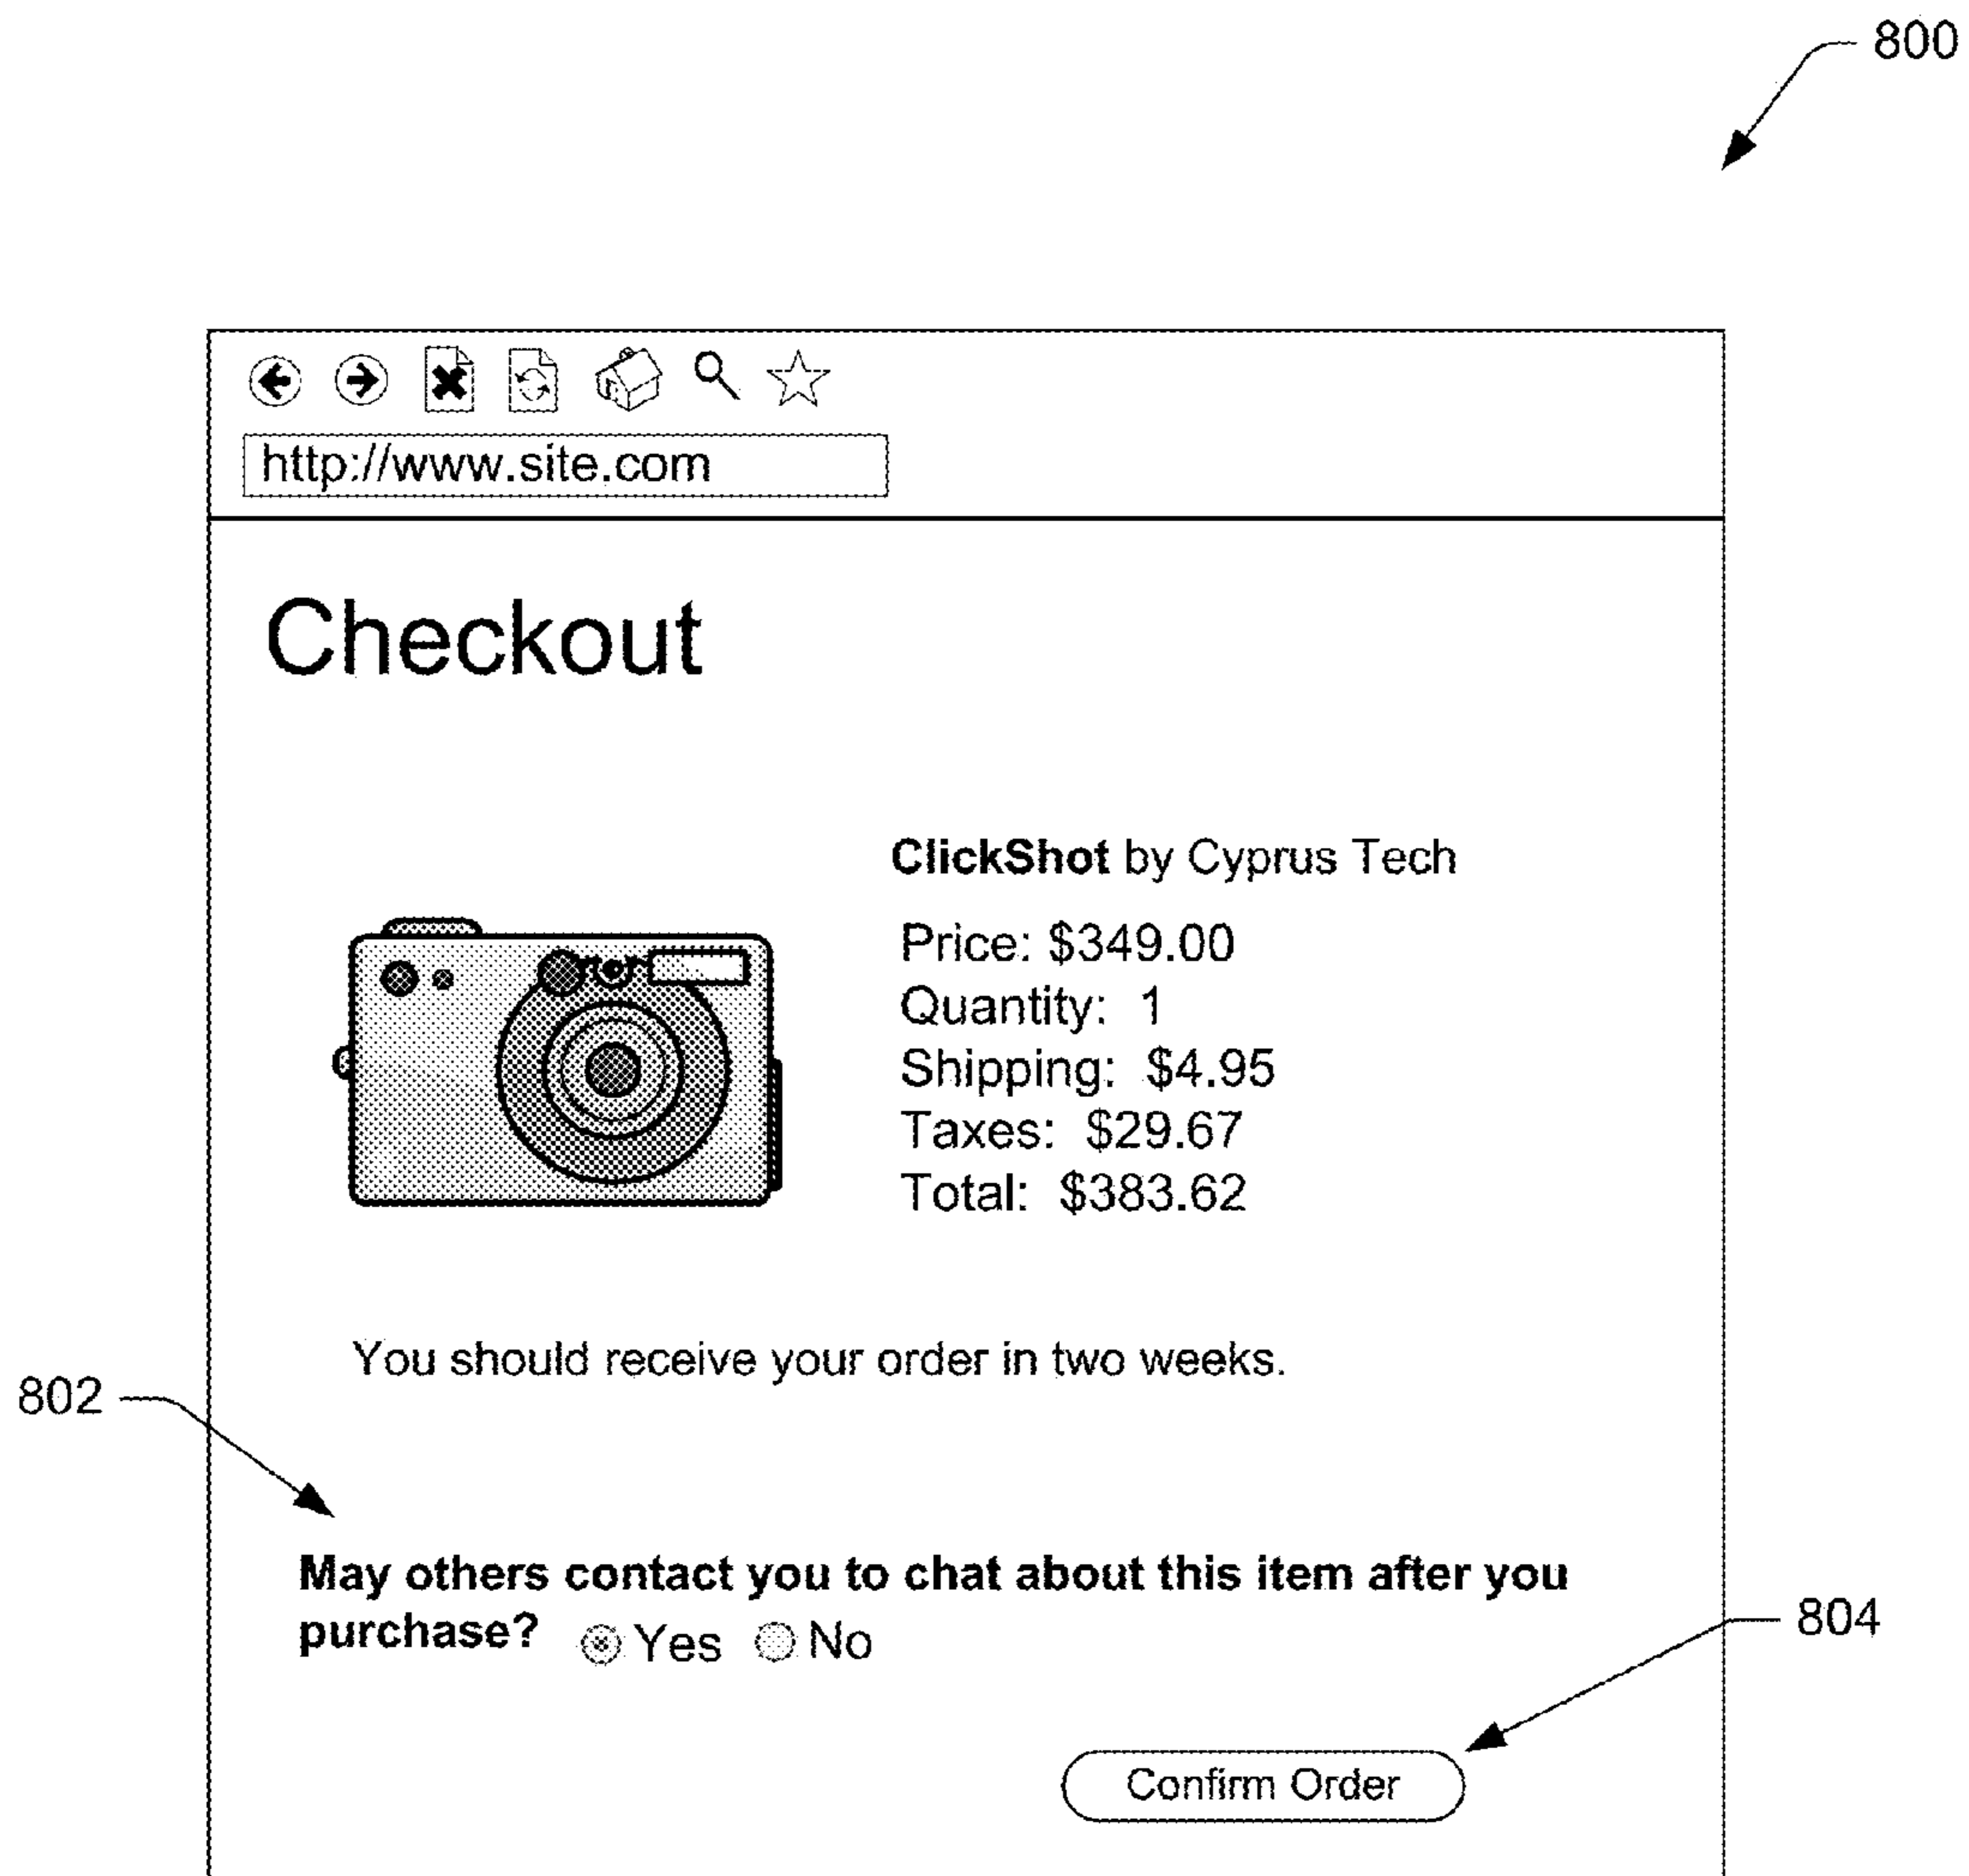 800
http://www.site.com
Checkout
ClickShot by Cyprus Tech
Price: $349.00
Quantity: 1
Shipping: $4.95
Taxes: $29.67
Total: $383.62
You should receive your order in two weeks.
802
May others contact you to chat about this item after you
purchase? Yes No
804
Confirm Order